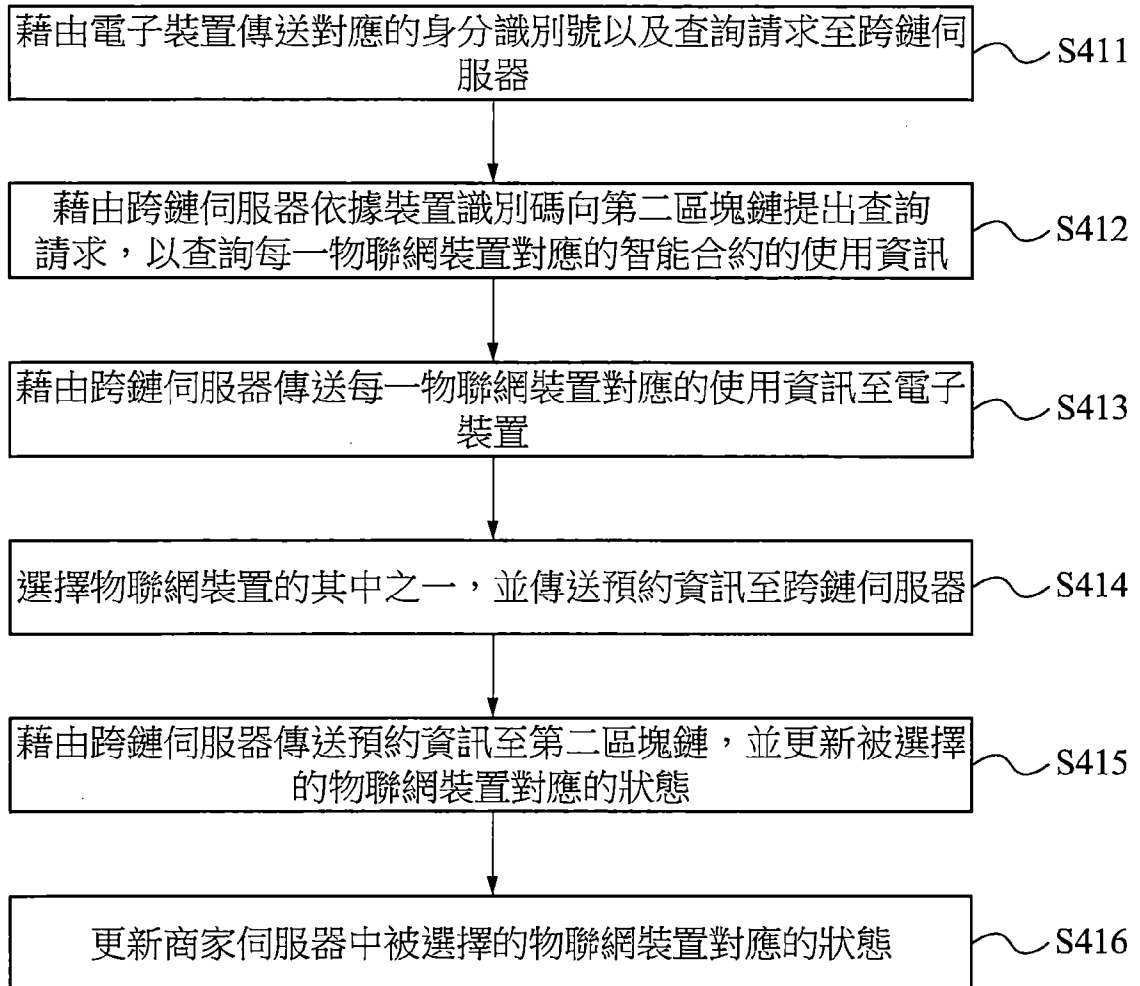 藉由電子裝置傳送對應的身分識別號以及查詢請求至跨鏈伺
服器
S411
藉由跨鏈伺服器依據裝置識別碼向第二區塊鏈提出查詢
請求，以查詢每一物聯網裝置對應的智能合約的使用資訊
S412
藉由跨鏈伺服器傳送每一物聯網裝置對應的使用資訊至電子
裝置
S413
選擇物聯網裝置的其中之一，並傳送預約資訊至跨鏈伺服器
S414
藉由跨鏈伺服器傳送預約資訊至第二區塊鏈，並更新被選擇
的物聯網裝置對應的狀態
S415
更新商家伺服器中被選擇的物聯網裝置對應的狀態
S416